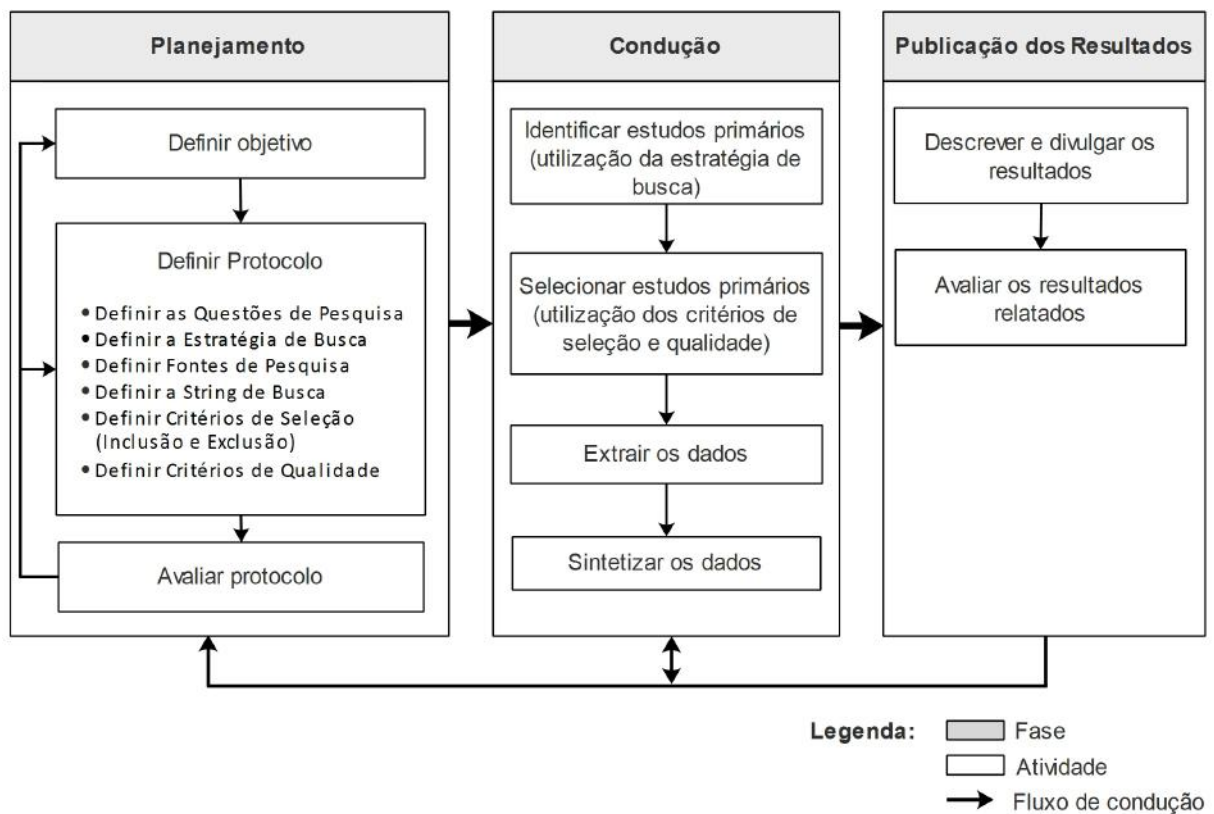 Planejamento
Definir objetivo
Definir Protocolo
• Definir as Questões de Pesquisa
• Definir a Estratégia de Busca
• Definir Fontes de Pesquisa
• Definir a String de Busca
• Definir Critérios de Seleção
(Inclusão e Exclusão)
• Definir Critérios de Qualidade
Avaliar protocolo
Condução
Identificar estudos primários
(utilização da estratégia de
busca)
Selecionar estudos primários
(utilização dos critérios de
seleção e qualidade)
Extrair os dados
Sintetizar os dados
Publicação dos Resultados
Descrever e divulgar os
resultados
Avaliar os resultados
relatados
Legenda:
Fase
Atividade
Fluxo de condução